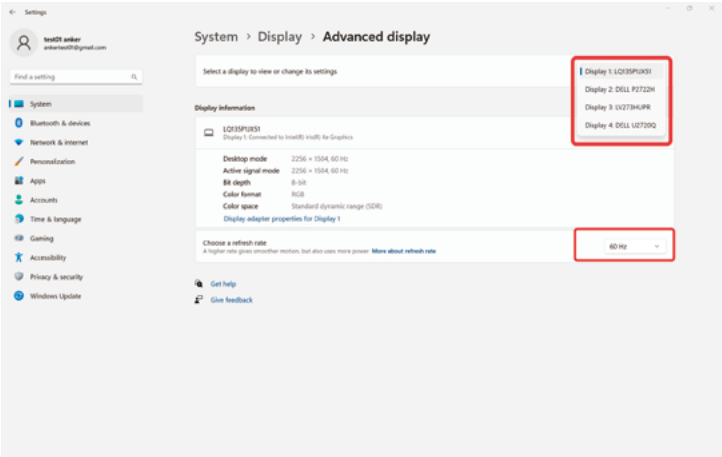 Settings
test01 anker
ankertest01@gmail.com
Find a setting
System
Bluetooth & devices
Network & internet
Personalization
Apps
Accounts
Time & language
Gaming
Accessibility
Privacy & security
Windows Update
System > Display > Advanced display
Select a display to view or change its settings
Display 1: LQ135P1JX51
Display 2: DELL P2722H
Display 3: LV273HUPR
Display 4: DELL U2720Q
Display information
LQ135P1JX51
Display 1: Connected to Intel(R) Iris(R) Xe Graphics
Desktop mode 2256 × 1504, 60 Hz
Active signal mode 2256 × 1504, 60 Hz
Bit depth 8-bit
Color format RGB
Color space Standard dynamic range (SDR)
Display adapter properties for Display 1
Choose a refresh rate
A higher rate gives smoother motion, but also uses more power More about refresh rate
60 Hz
Get help
Give feedback